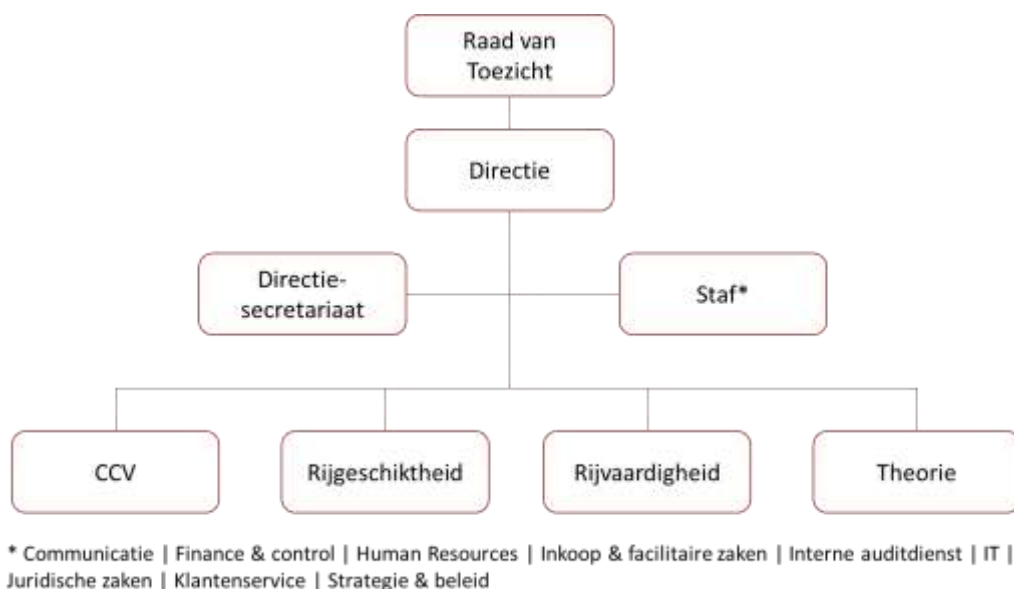 Raad van
Toezicht
Directie
Directie-
secretariaat
Staf*
CCV
Rijgeschiktheid
Rijvaardigheid
Theorie
* Communicatie | Finance & control | Human Resources | Inkoop & facilitaire zaken | Interne auditdienst | IT |
Juridische zaken | Klantenservice | Strategie & beleid